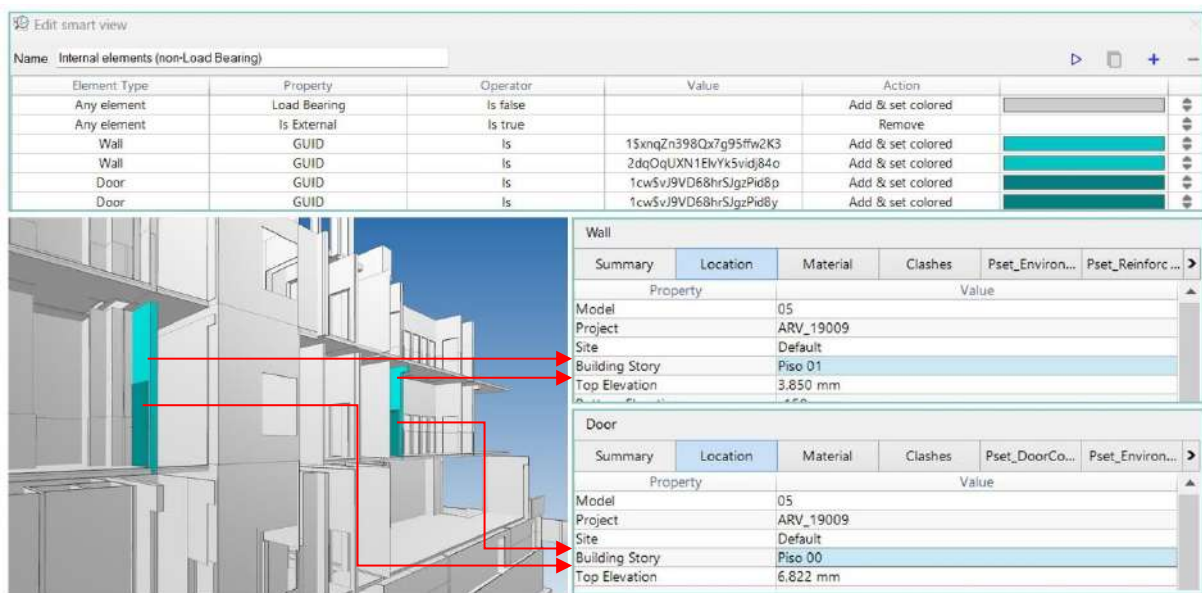 Edit smart view
Name Internal elements (non-Load Bearing)
Element Type Property Operator Value Action
Any element Load Bearing Is false Add & set colored
Any element Is External Is true Remove
Wall GUID Is 1$xnqZn398Qx7g95ffw2K3 Add & set colored
Wall GUID Is 2dqOqUXN1ElvYk5vidj84o Add & set colored
Door GUID Is 1cw$vJ9VD68hrSJgzPid8p Add & set colored
Door GUID Is 1cw$vJ9VD68hrSJgzPid8y Add & set colored
Wall
Summary Location Material Clashes Pset_Environ... Pset_Reinforc ...
Property Value
Model 05
Project ARV_19009
Site Default
Building Story Piso 01
Top Elevation 3.850 mm
Door
Summary Location Material Clashes Pset_DoorCo... Pset_Environ...
Property Value
Model 05
Project ARV_19009
Site Default
Building Story Piso 00
Top Elevation 6.822 mm